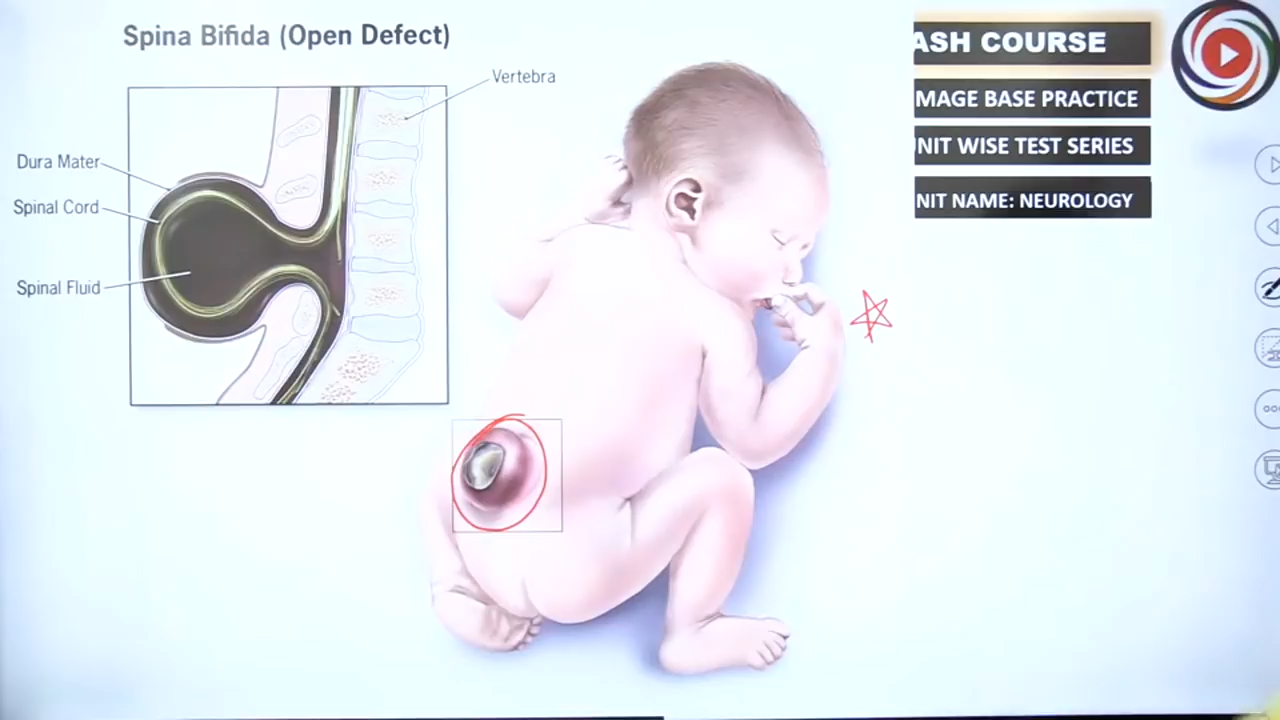 Spina Bifida (Open Defect)
Vertebra
Dura Mater
Spinal Cord
Spinal Fluid
ASH COURSE
MAGE BASE PRACTICE
NIT WISE TEST SERIES
NIT NAME: NEUROLOGY